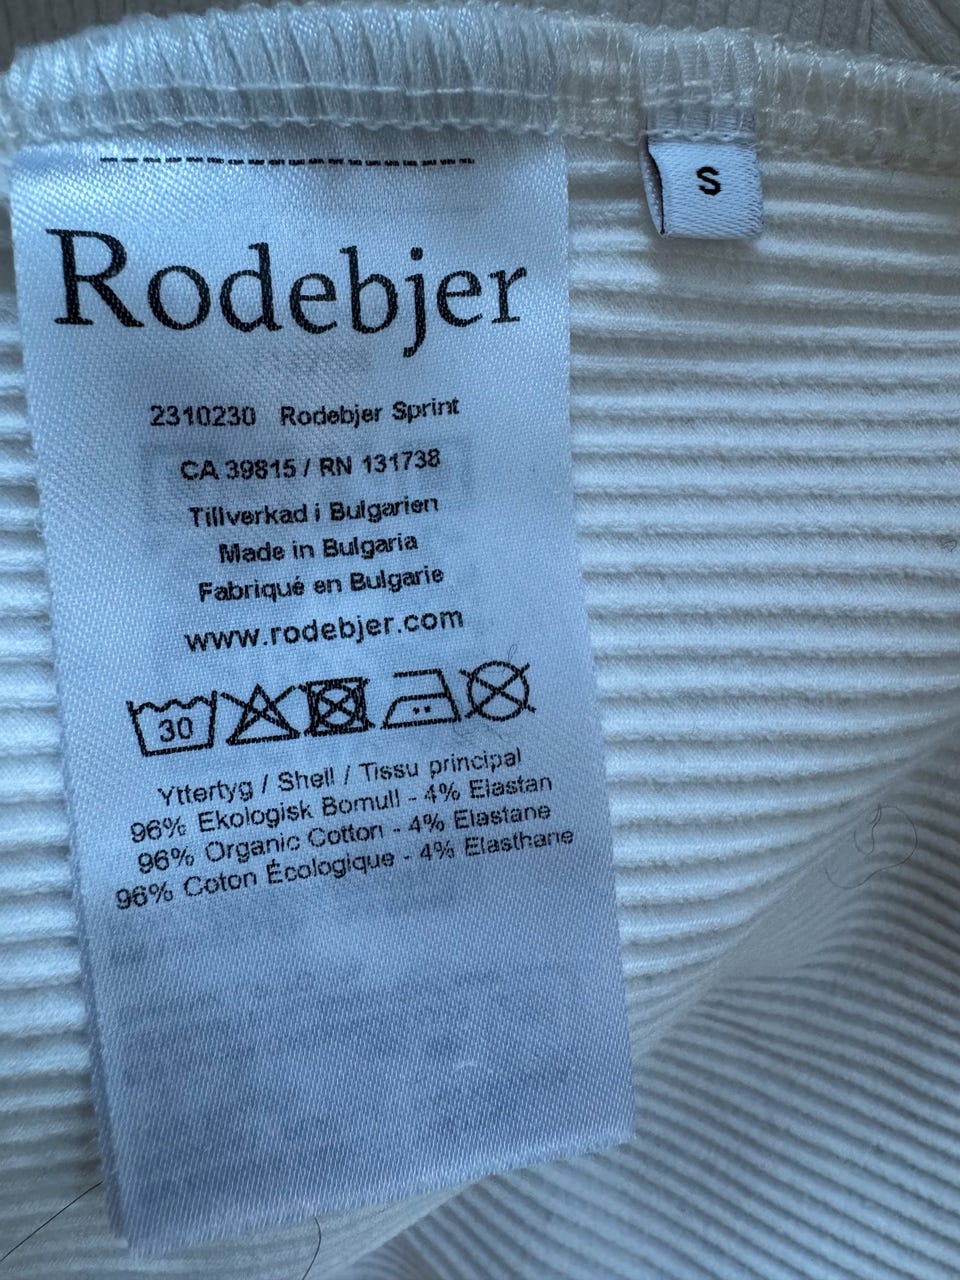 Rodebjer
S
2310230 Rodebjer Sprint
CA 39815 / RN 131738
Tillverkad i Bulgarien
Made in Bulgaria
Fabriqué en Bulgarie
www.rodebjer.com
30
Yttertyg / Shell / Tissu principal
96% Ekologisk Bomull - 4% Elastan
96% Organic Cotton - 4% Elastane
96% Coton Écologique - 4% Elasthane